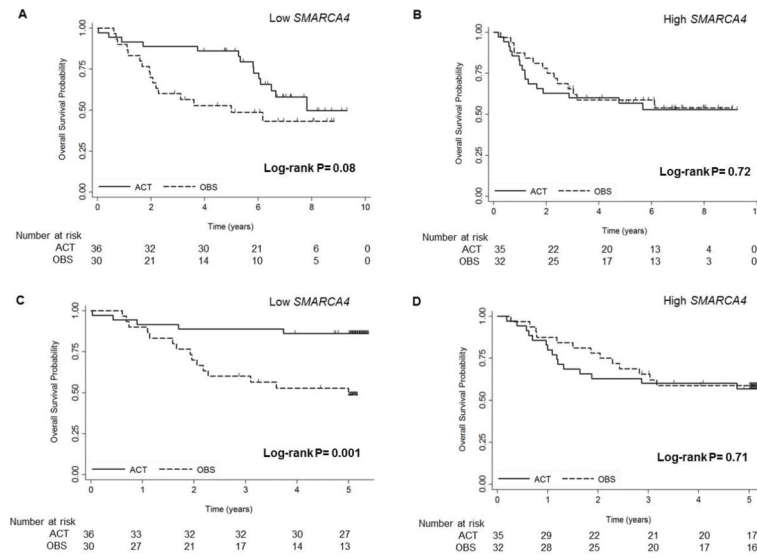 A
Low SMARCA4
Overall Survival Probability
0.00 0.25 0.50 0.75 1.00
Log-rank P= 0.08
ACT OBS
0 2 4 6 8 10
Time (years)
Number at risk
ACT 36 32 30 21 6 0
OBS 30 21 14 10 5 0
B
High SMARCA4
Overall Survival Probability
0.00 0.25 0.50 0.75 1.00
Log-rank P= 0.72
ACT OBS
0 2 4 6 8 1
Time (years)
Number at risk
ACT 35 22 20 13 4 0
OBS 32 25 17 13 3 0
C
Low SMARCA4
Overall Survival Probability
0.00 0.25 0.50 0.75 1.00
Log-rank P= 0.001
ACT OBS
0 1 2 3 4 5
Time (years)
Number at risk
ACT 36 33 32 32 30 27
OBS 30 27 21 17 14 13
D
High SMARCA4
Overall Survival Probability
0.00 0.25 0.50 0.75 1.00
Log-rank P= 0.71
ACT OBS
0 1 2 3 4 5
Time (years)
Number at risk
ACT 35 29 22 21 20 17
OBS 32 28 25 20 17 16